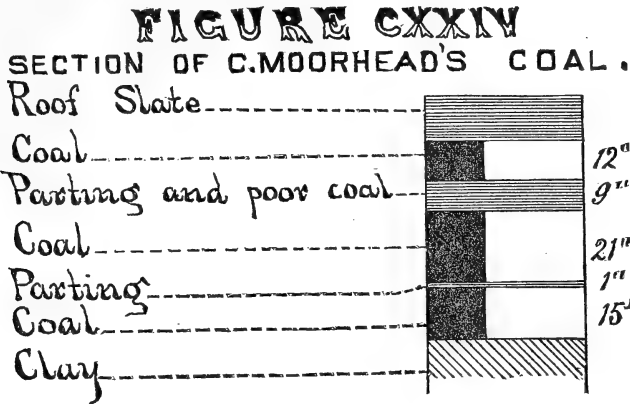 FIGURE CXXIV
SECTION OF C. MOORHEAD'S COAL.
Roof Slate
Coal 12"
Parting and poor coal 9"
Coal 21"
Parting 1"
Coal 15"
Clay